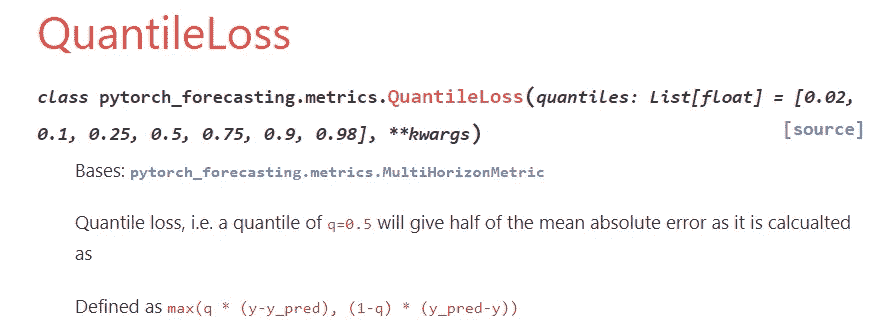 QuantileLoss
class pytorch_forecasting.metrics.QuantileLoss(quantiles: List[float] = [0.02,
0.1, 0.25, 0.5, 0.75, 0.9, 0.98], **kwargs) [source]
Bases: pytorch_forecasting.metrics.MultiHorizonMetric
Quantile loss, i.e. a quantile of q=0.5 will give half of the mean absolute error as it is calcualted
as
Defined as max(q * (y-y_pred), (1-q) * (y_pred-y))